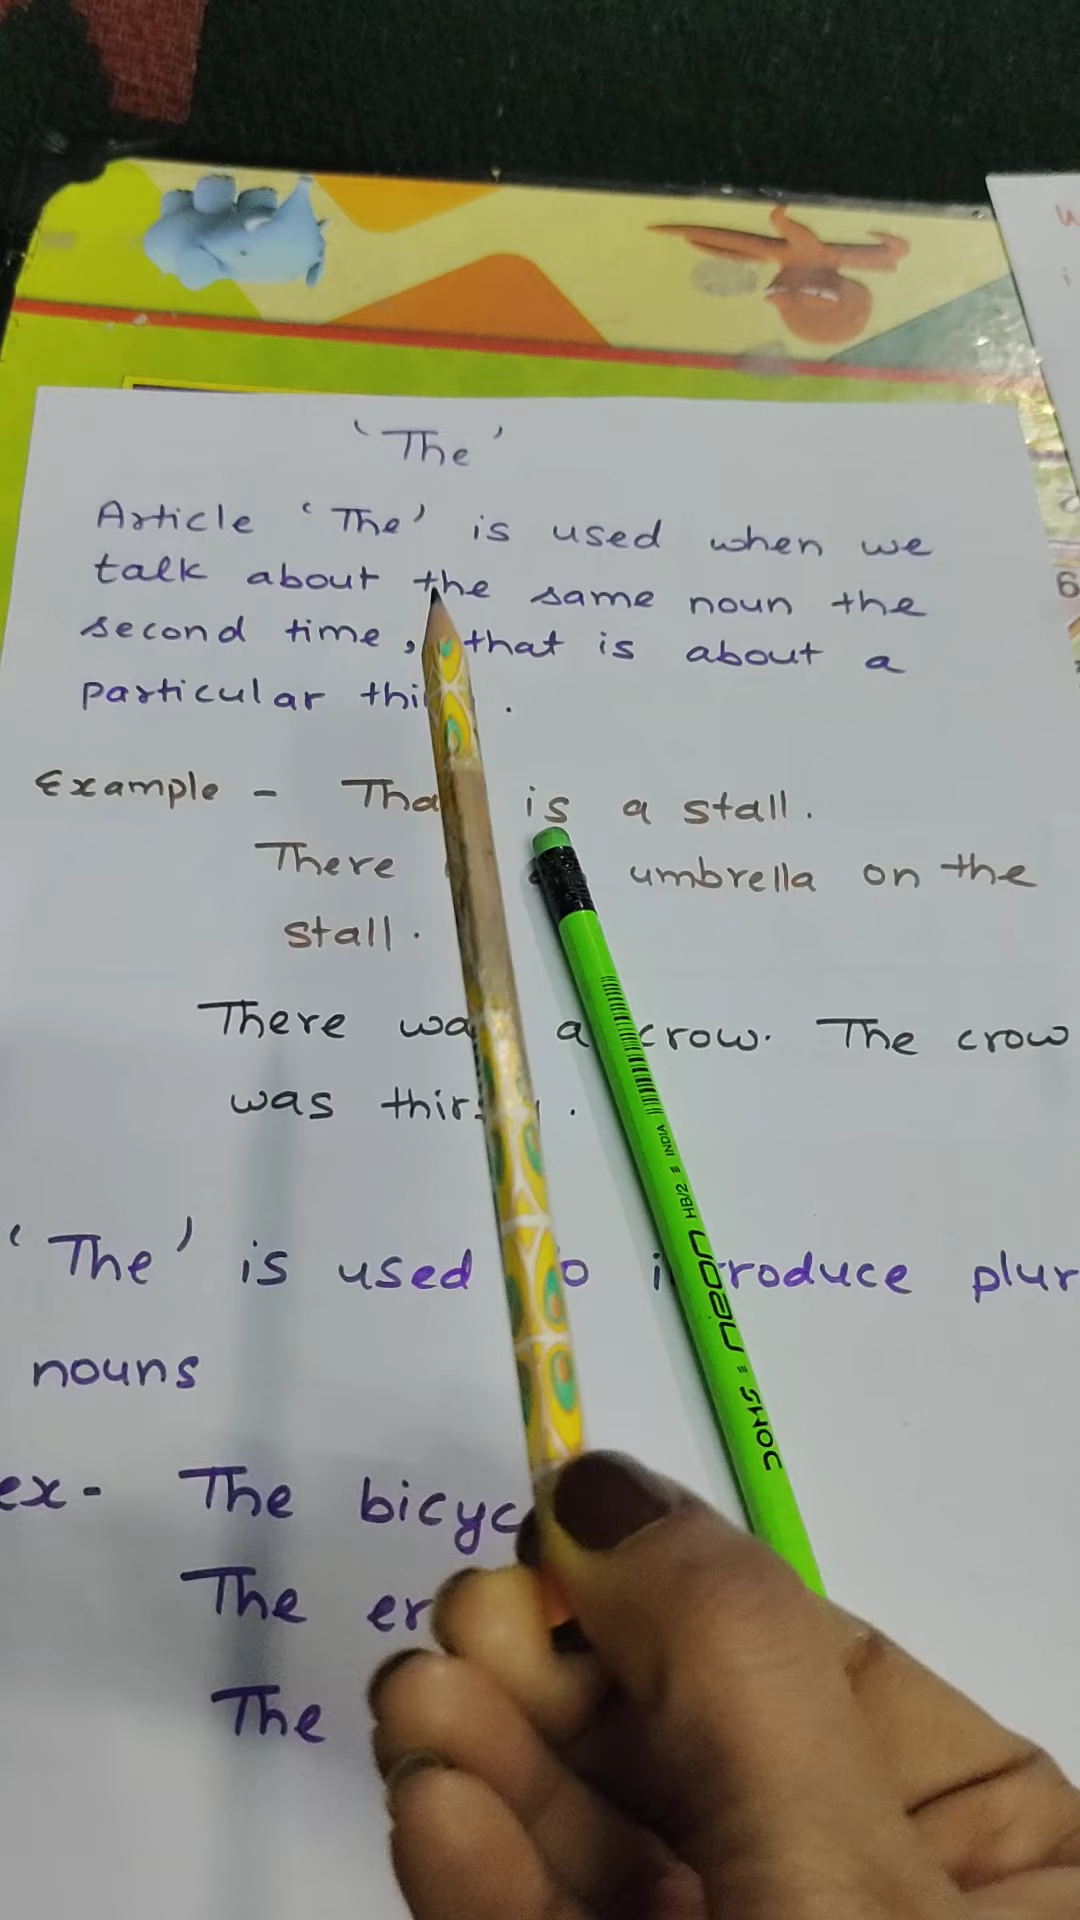 'The'
Article 'The' is used when we
talk about the same noun the
second time, that is about a
particular .
Example - is a stall.
There umbrella on the
stall.
There a crow. The crow
was .
'The' is used introduce
nouns
ex- The
The
The
DOMS neon HB/2 INDIA
6